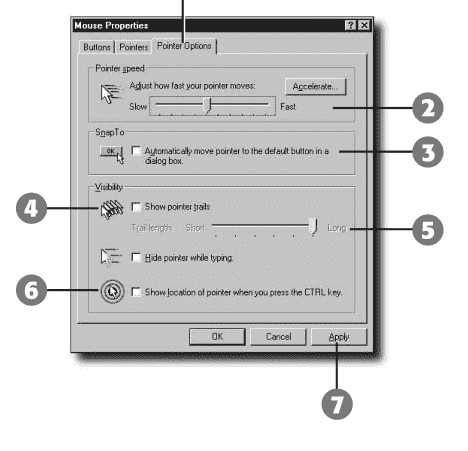 Mouse Properties
Buttons Pointers Pointer Options
Pointer speed
Adjust how fast your pointer moves: Accelerate...
Slow Fast
2
SnapTo
OK
Automatically move pointer to the default button in a
dialog box.
3
Visibility
4
Show pointer trails
Trail length: Short Long
5
Hide pointer while typing.
6
Show location of pointer when you press the CTRL key.
OK Cancel Apply
7